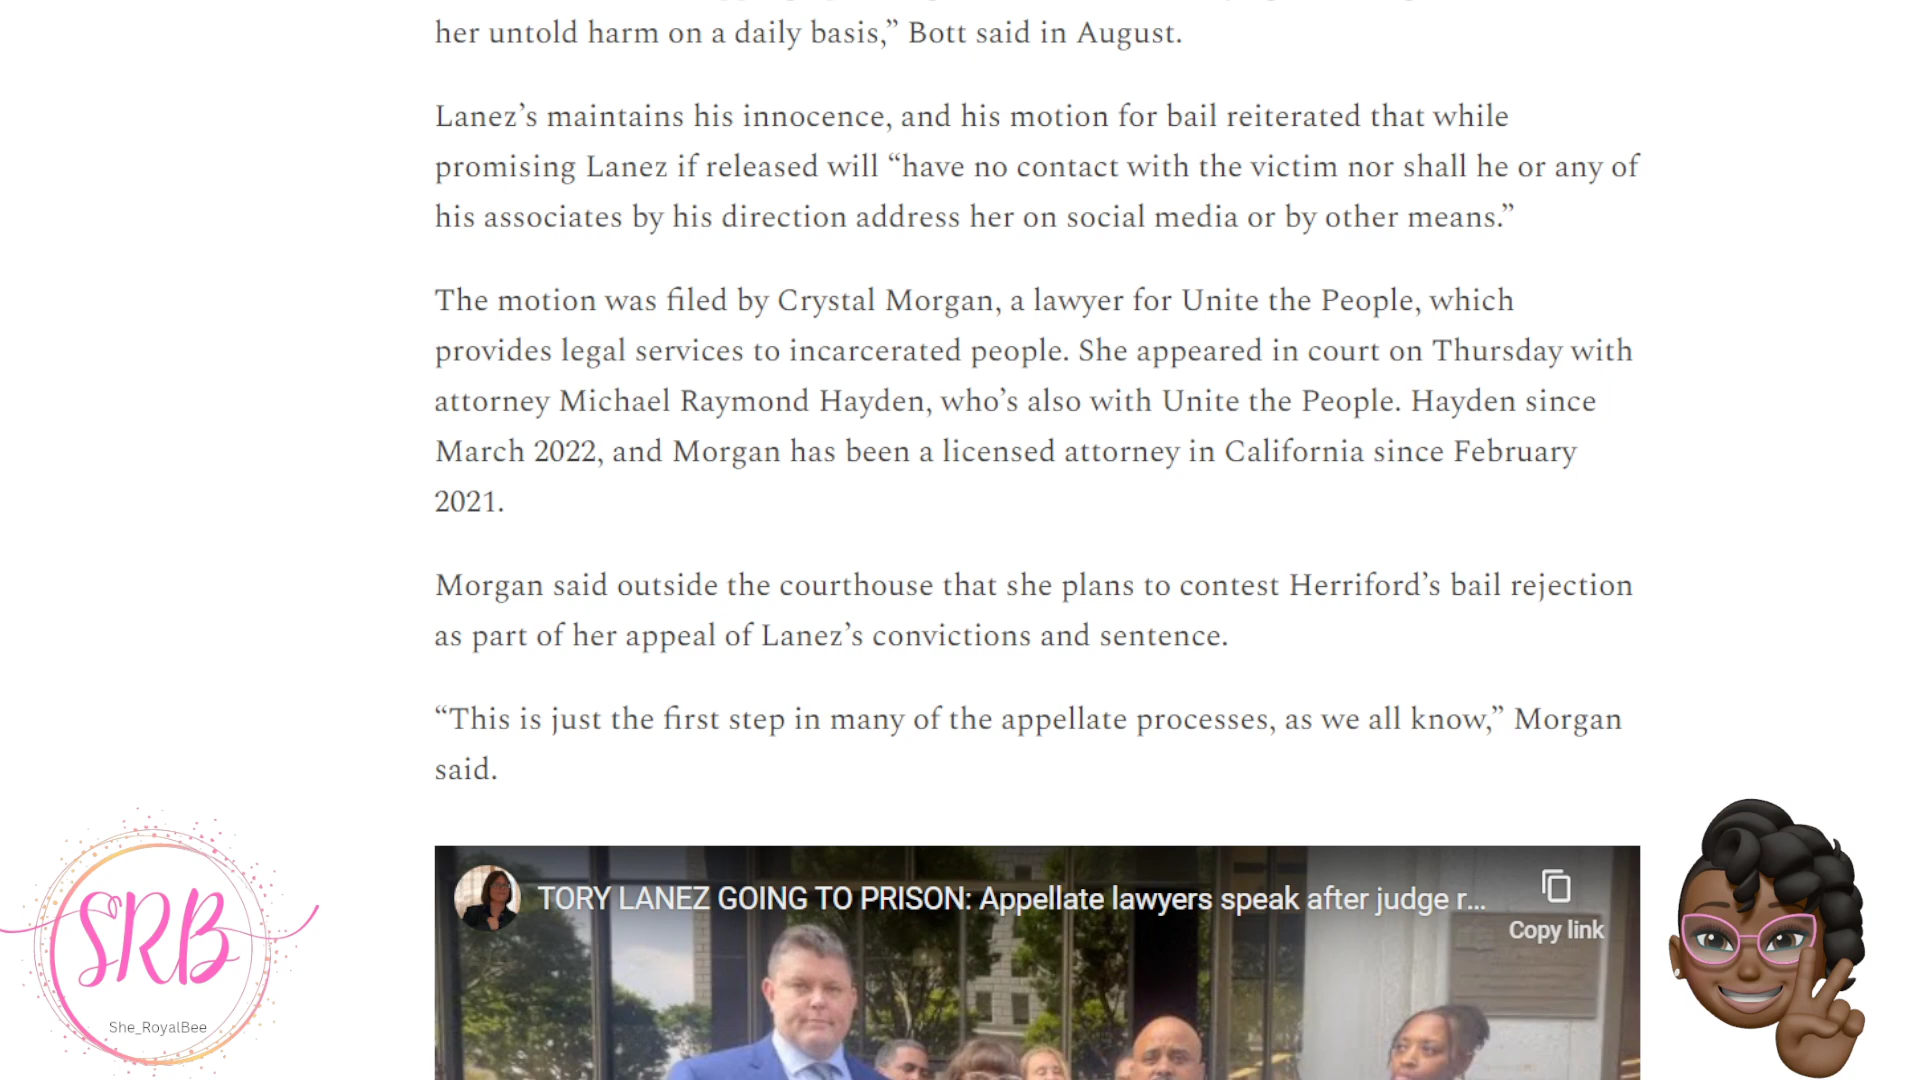 her untold harm on a daily basis,” Bott said in August.
Lanez’s maintains his innocence, and his motion for bail reiterated that while
promising Lanez if released will “have no contact with the victim nor shall he or any of
his associates by his direction address her on social media or by other means.”
The motion was filed by Crystal Morgan, a lawyer for Unite the People, which
provides legal services to incarcerated people. She appeared in court on Thursday with
attorney Michael Raymond Hayden, who’s also with Unite the People. Hayden since
March 2022, and Morgan has been a licensed attorney in California since February
2021.
Morgan said outside the courthouse that she plans to contest Herriford’s bail rejection
as part of her appeal of Lanez’s convictions and sentence.
“This is just the first step in many of the appellate processes, as we all know,” Morgan
said.
TORY LANEZ GOING TO PRISON: Appellate lawyers speak after judge r...
Copy link
SRB
She_RoyalBee